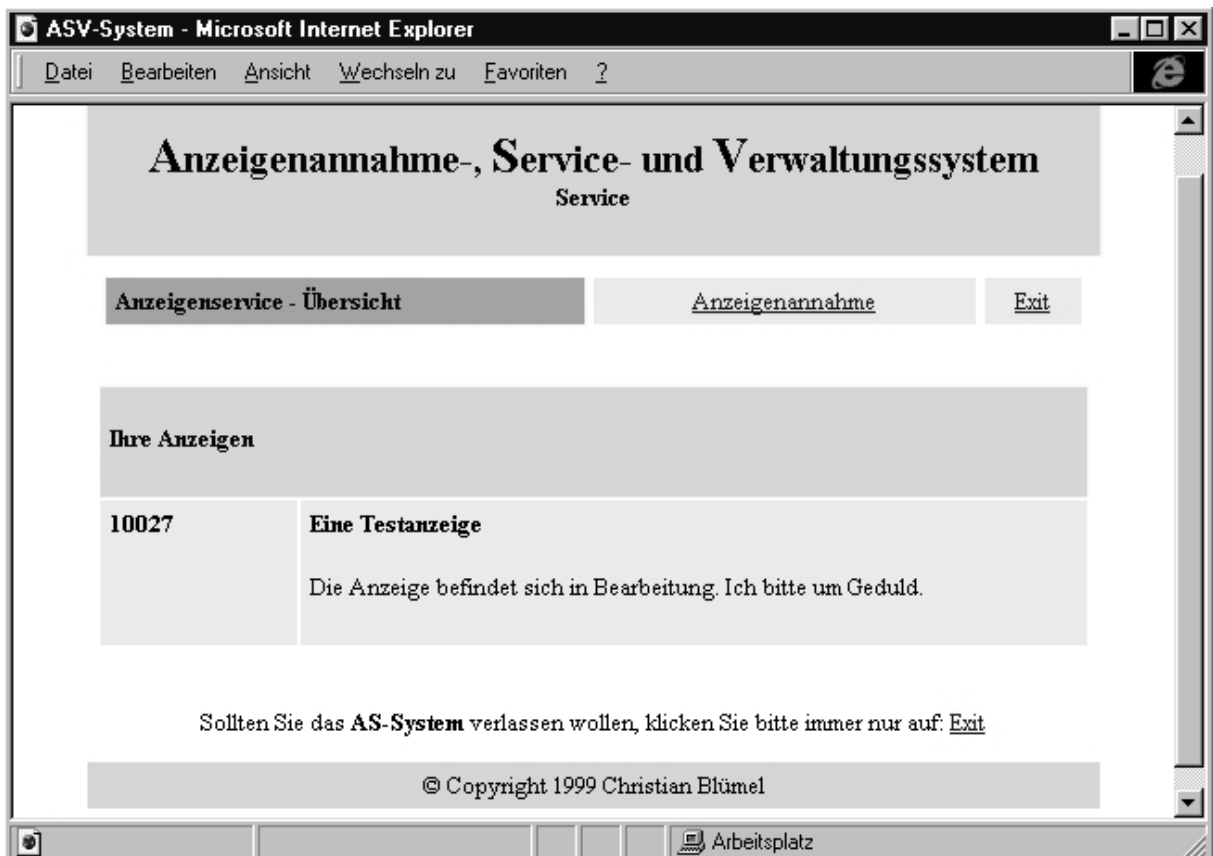 ASV-System - Microsoft Internet Explorer
Datei Bearbeiten Ansicht Wechseln zu Favoriten ?
Anzeigenannahme-, Service- und Verwaltungssystem
Service
Anzeigenservice - Übersicht Anzeigenannahme Exit
Ihre Anzeigen
10027 Eine Testanzeige
Die Anzeige befindet sich in Bearbeitung. Ich bitte um Geduld.
Sollten Sie das AS-System verlassen wollen, klicken Sie bitte immer nur auf: Exit
© Copyright 1999 Christian Blümel
Arbeitsplatz